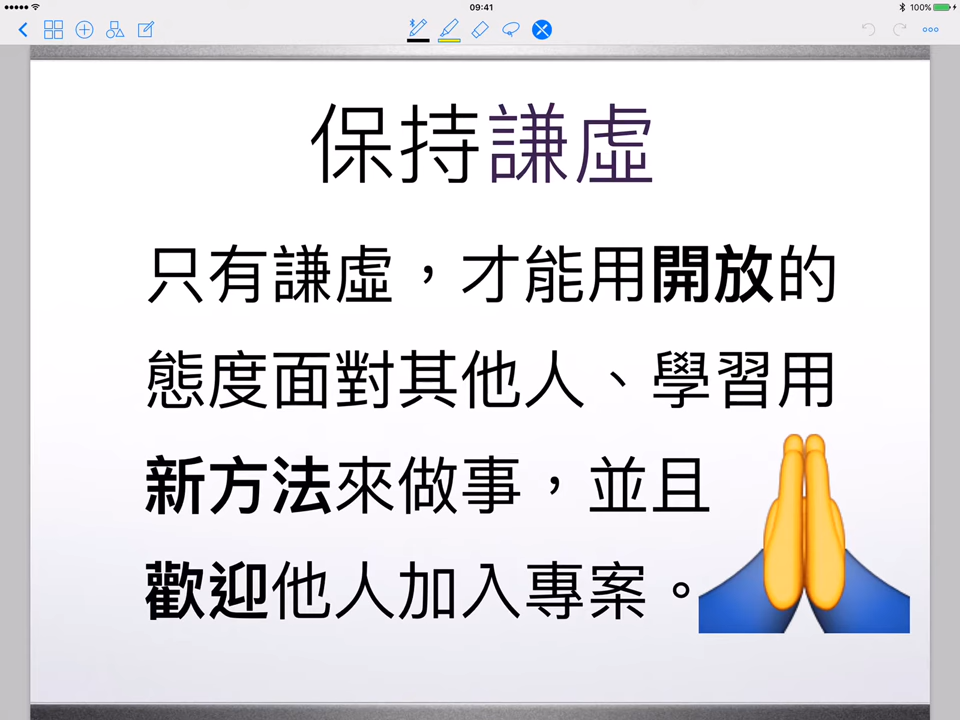 09:41
100%
保持謙虛
只有謙虛，才能用開放的
態度面對其他人、學習用
新方法來做事，並且
歡迎他人加入專案。